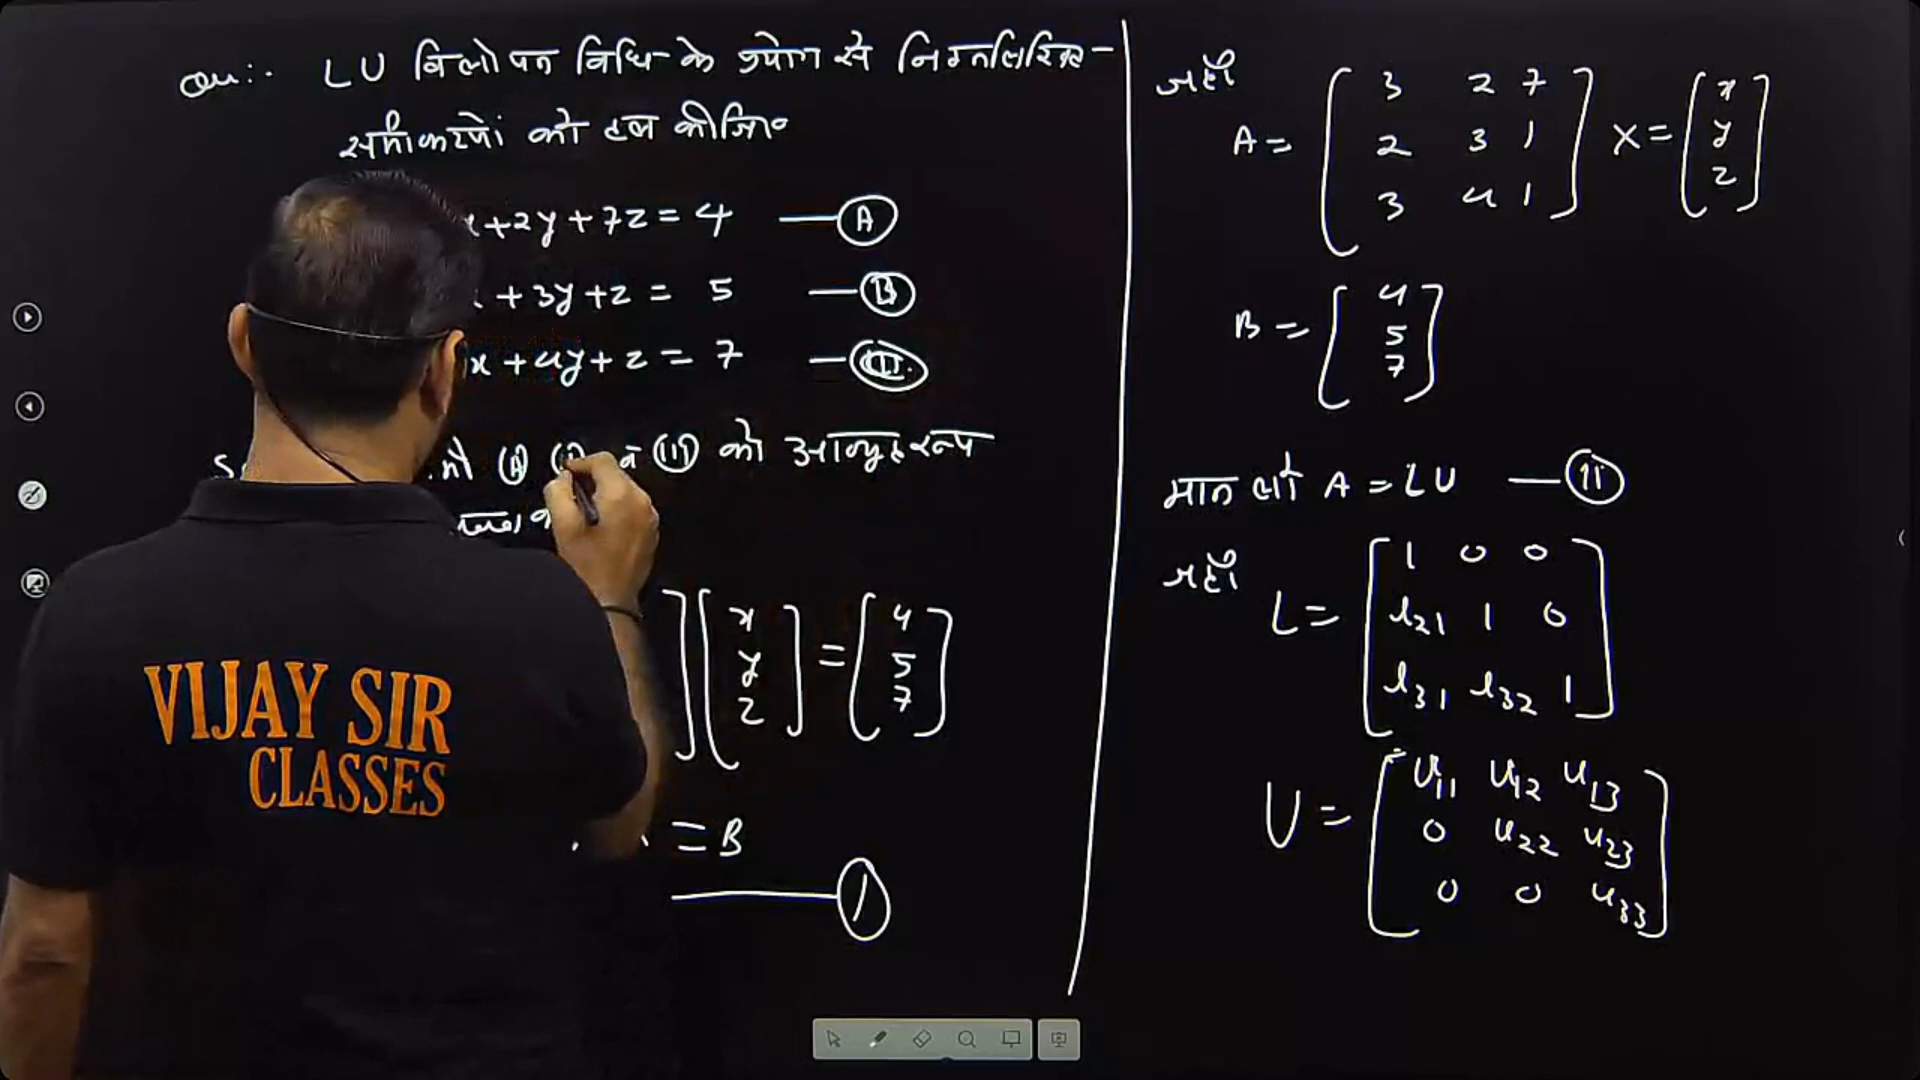 Qu:- LU विलोपन विधि के प्रयोग से निम्नलिखित
समीकरणों को हल कीजिए
x+2y+7z=4 —(A)
+3y+z = 5 —(B)
x+4y+z=7
(A) व (III) को आव्यूह रूप
] [x y z] = [4 5 7]
=B
—(1)
जहाँ
A= [3 2 7
2 3 1
3 4 1] X= [x
y
z]
B= [4
5
7]
मान लो A=LU —(11)
जहाँ
L= [1 0 0
l21 1 0
l31 l32 1]
U= [U11 U12 U13
0 U22 U23
0 0 U33]
VIJAY SIR
CLASSES